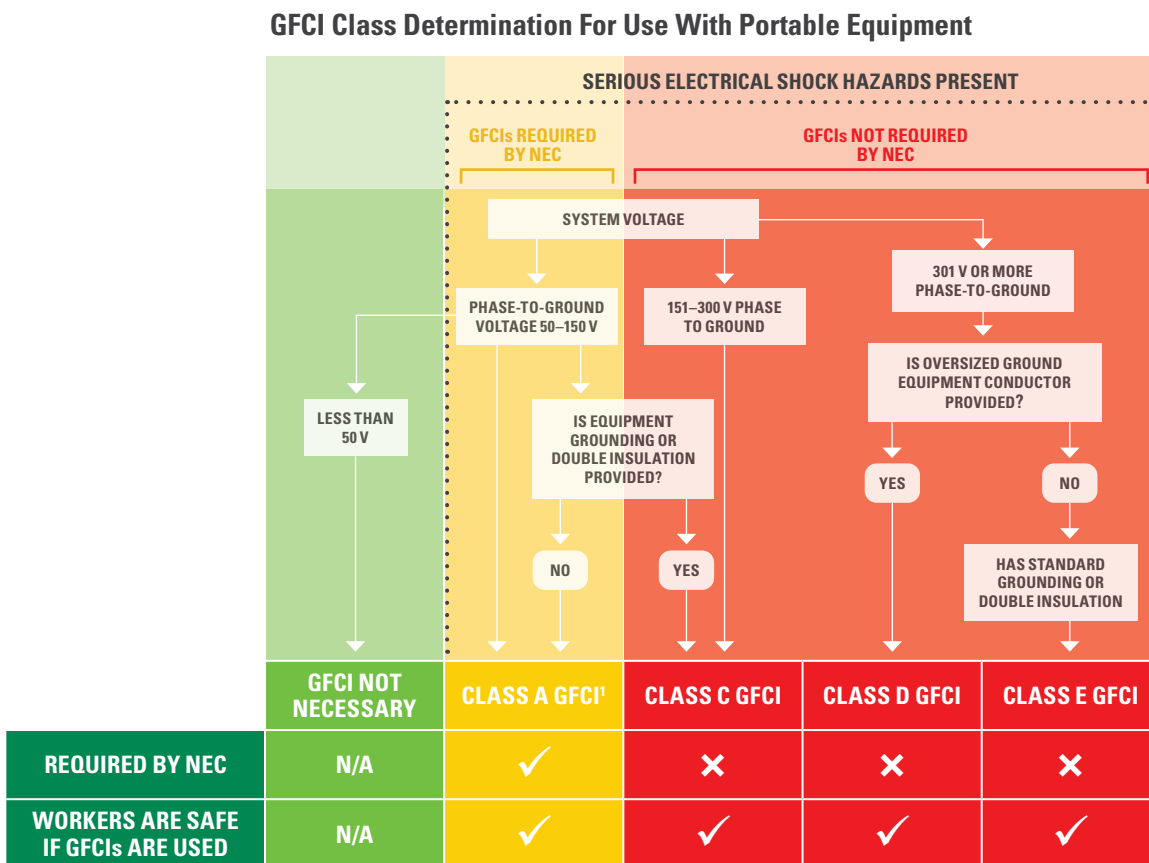 GFCI Class Determination For Use With Portable Equipment
SERIOUS ELECTRICAL SHOCK HAZARDS PRESENT
GFCIs REQUIRED
BY NEC
GFCIs NOT REQUIRED
BY NEC
SYSTEM VOLTAGE
301 V OR MORE
PHASE-TO-GROUND
PHASE-TO-GROUND
VOLTAGE 50–150 V
151–300 V PHASE
TO GROUND
IS OVERSIZED GROUND
EQUIPMENT CONDUCTOR
PROVIDED?
LESS THAN
50 V
IS EQUIPMENT
GROUNDING OR
DOUBLE INSULATION
PROVIDED?
YES
NO
NO
YES
HAS STANDARD
GROUNDING OR
DOUBLE INSULATION
GFCI NOT
NECESSARY
CLASS A GFCI¹
CLASS C GFCI
CLASS D GFCI
CLASS E GFCI
REQUIRED BY NEC
N/A
✓
✕
✕
✕
WORKERS ARE SAFE
IF GFCIs ARE USED
N/A
✓
✓
✓
✓